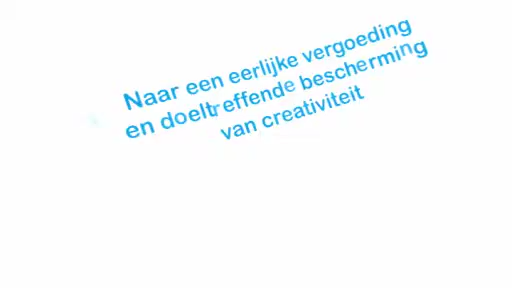 Naar een eerlijke vergoeding
en doeltreffende bescherming
van creativiteit